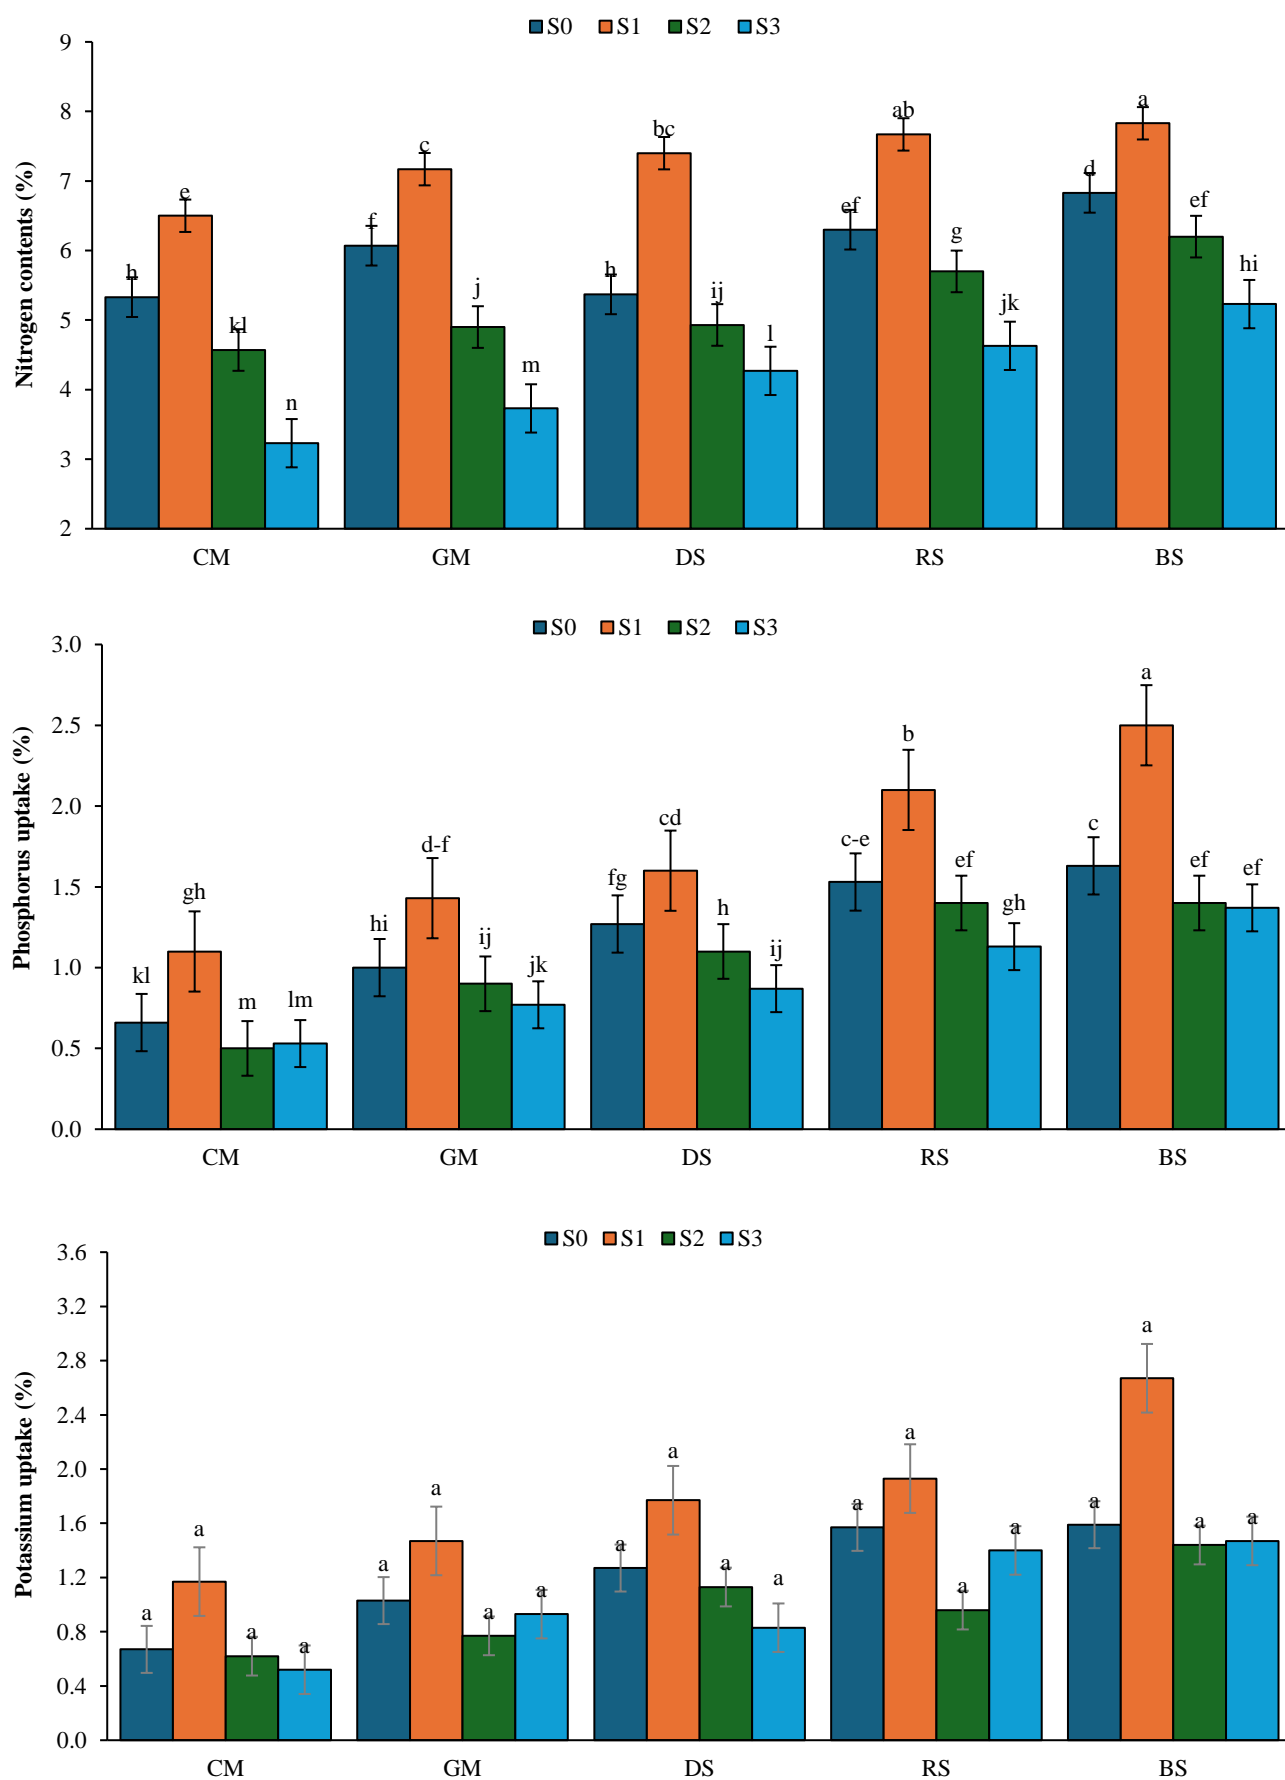 S0 S1 S2 S3
Nitrogen contents (%)
9
8
7
6
5
4
3
2
h e kl n
f c j m
h bc ij l
ef ab g jk
d a ef hi
CM GM DS RS BS
S0 S1 S2 S3
Phosphorus uptake (%)
3.0
2.5
2.0
1.5
1.0
0.5
0.0
kl gh m lm
hi d-f ij jk
fg cd h ij
c-e b ef gh
c a ef ef
CM GM DS RS BS
S0 S1 S2 S3
Potassium uptake (%)
3.6
3.2
2.8
2.4
2.0
1.6
1.2
0.8
0.4
0.0
a a a a
a a a a
a a a a
a a a a
a a a a
CM GM DS RS BS